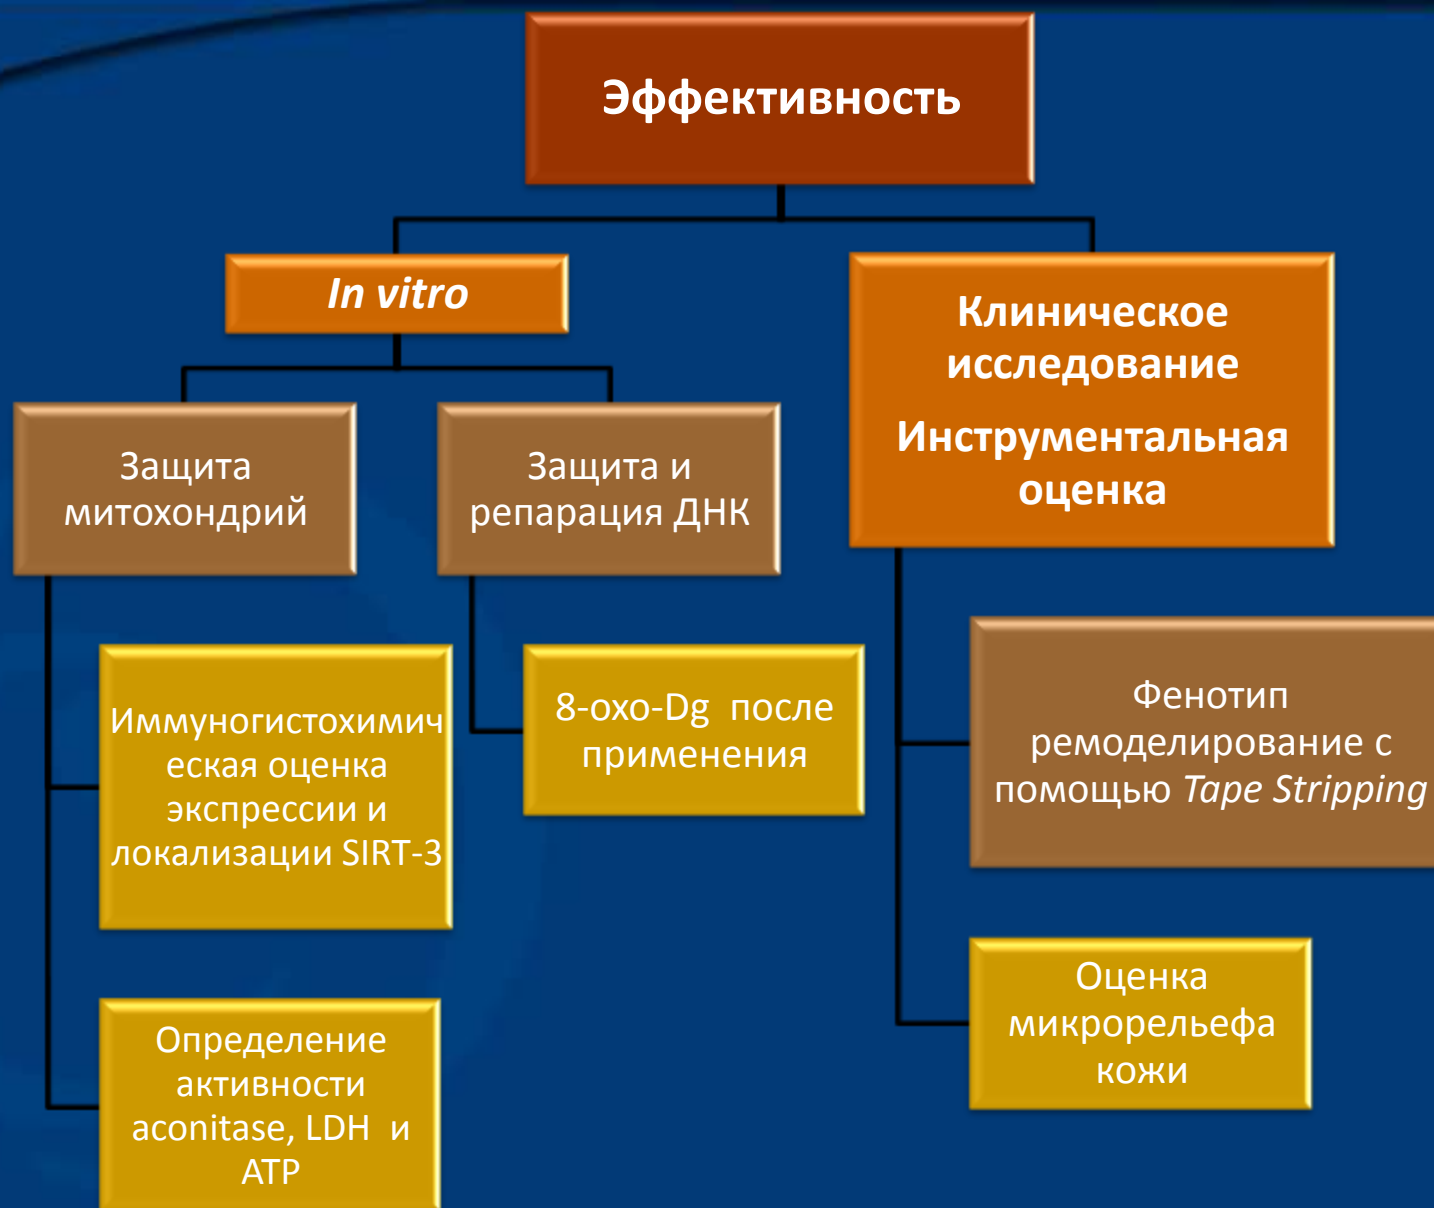 Эффективность
In vitro
Клиническое
исследование
Инструментальная
оценка
Защита
митохондрий
Защита и
репарация ДНК
Иммуногистохимич
еская оценка
экспрессии и
локализации SIRT-3
8-охо-Dg после
применения
Фенотип
ремоделирование с
помощью Tape Stripping
Определение
активности
aconitase, LDH и
ATP
Оценка
микрорельефа
кожи